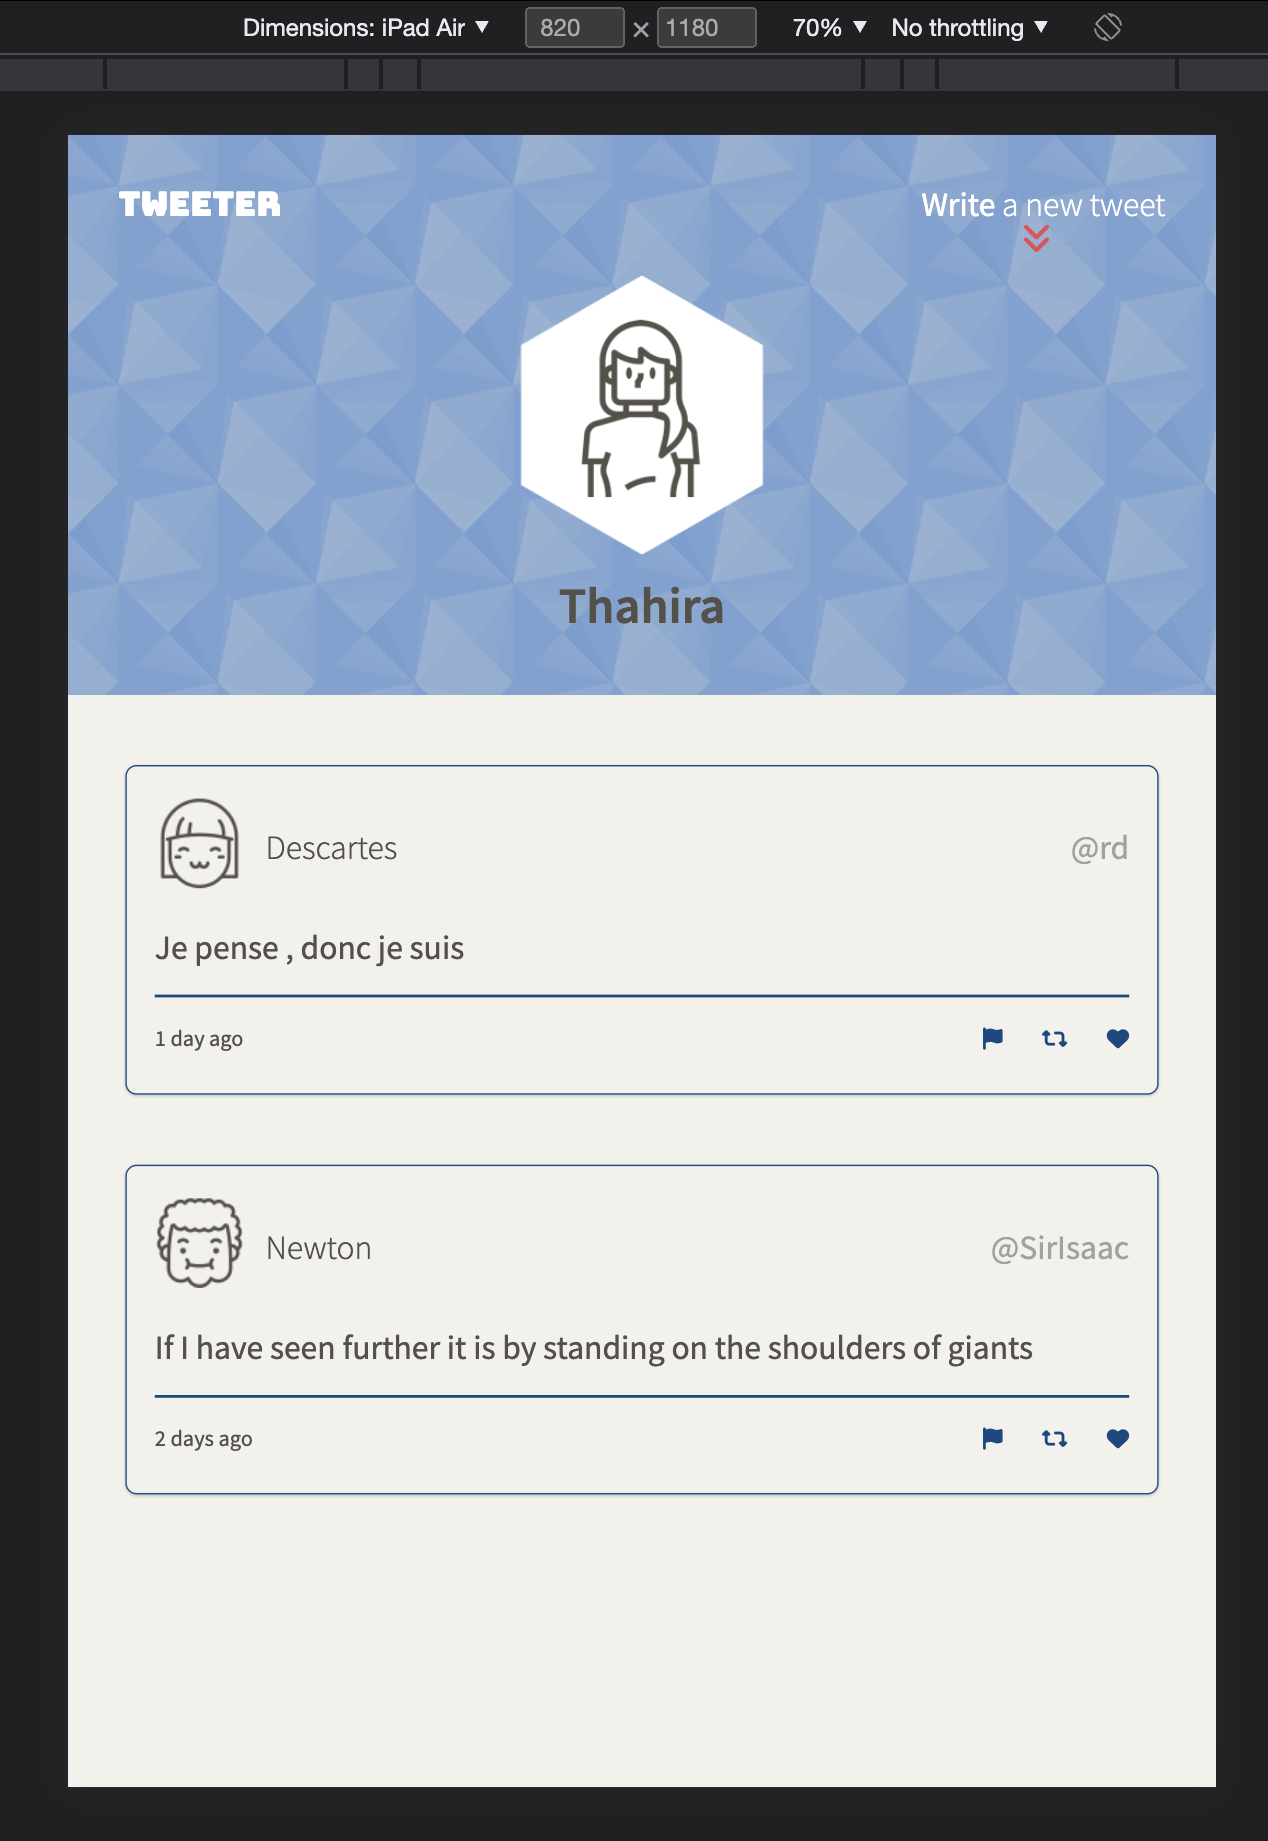 Dimensions: iPad Air ▼ 820 × 1180 70% ▼ No throttling ▼
TWEETER
Write a new tweet
Thahira
Descartes @rd
Je pense , donc je suis
1 day ago
Newton @SirIsaac
If I have seen further it is by standing on the shoulders of giants
2 days ago